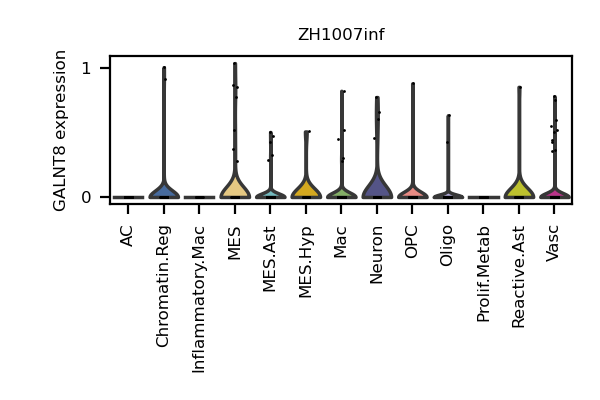 ZH1007inf
GALNT8 expression
1
0
AC
Chromatin.Reg
Inflammatory.Mac
MES
MES.Ast
MES.Hyp
Mac
Neuron
OPC
Oligo
Prolif.Metab
Reactive.Ast
Vasc